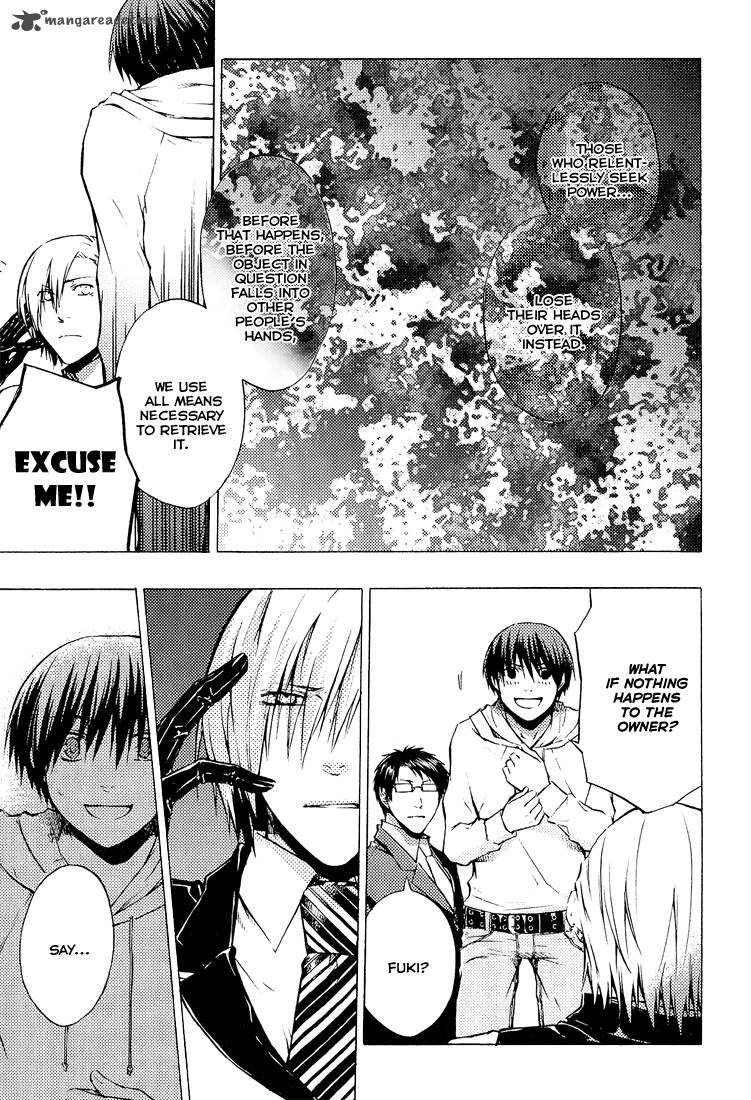 mangareader.net
THOSE
WHO RELENT-
LESSLY SEEK
POWER...
LOSE
THEIR HEADS
OVER IT
INSTEAD.
BEFORE
THAT HAPPENS,
BEFORE THE
OBJECT IN
QUESTION
FALLS INTO
OTHER
PEOPLE'S
HANDS,
WE USE
ALL MEANS
NECESSARY
TO RETRIEVE
IT.
EXCUSE
ME!!
WHAT
IF NOTHING
HAPPENS
TO THE
OWNER?
FUKI?
SAY...